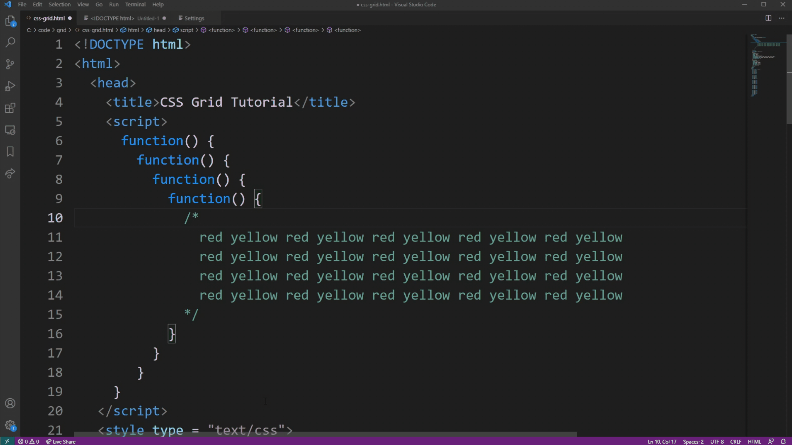 File Edit Selection View Go Run Terminal Help
● css-grid.html - Visual Studio Code
css-grid.html ● <!DOCTYPE html> Untitled-1 ● Settings
C: > code > grid > css-grid.html > html > head > script > <function> > <function> > <function> > <function>
1 <!DOCTYPE html>
2 <html>
3 <head>
4 <title>CSS Grid Tutorial</title>
5 <script>
6 function() {
7 function() {
8 function() {
9 function() {
10 /*
11 red yellow red yellow red yellow red yellow red yellow
12 red yellow red yellow red yellow red yellow red yellow
13 red yellow red yellow red yellow red yellow red yellow
14 red yellow red yellow red yellow red yellow red yellow
15 */
16 }
17 }
18 }
19 }
20 </script>
21 <style type = "text/css">
0 0 Live Share Ln 10, Col 17 Spaces: 2 UTF-8 CRLF HTML